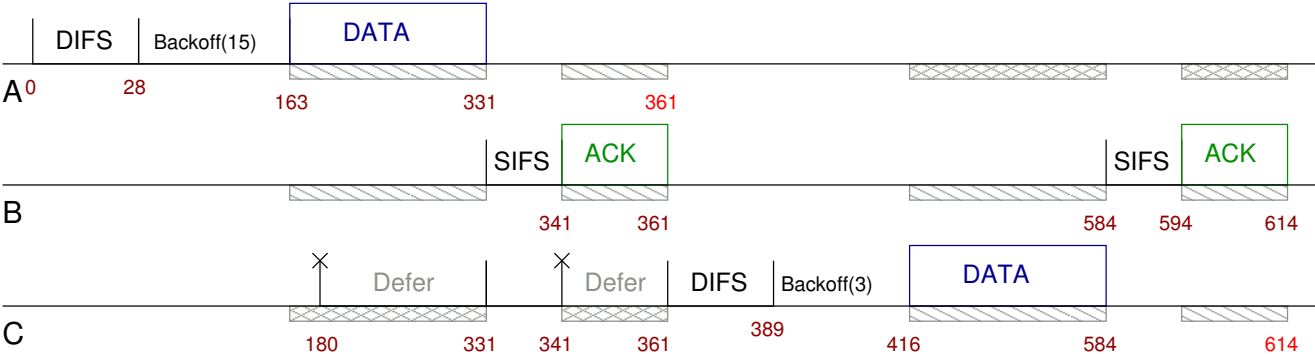 DIFS Backoff(15) DATA
A 0 28 163 331 361
SIFS ACK SIFS ACK
B 341 361 584 594 614
Defer Defer DIFS Backoff(3) DATA
C 180 331 341 361 389 416 584 614